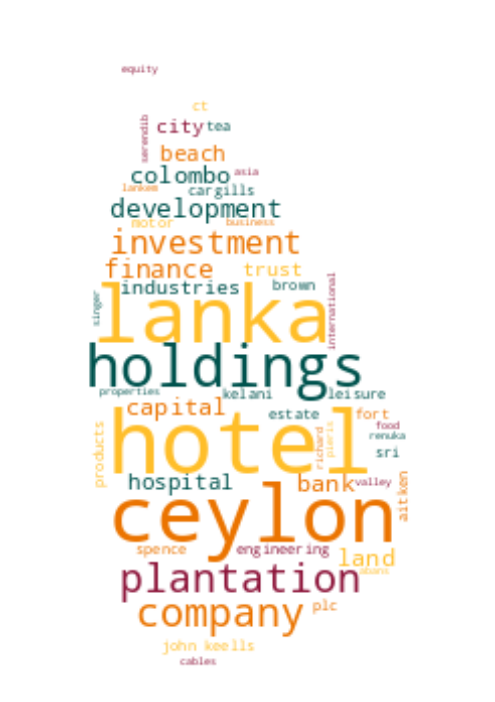 equity
ct
serendib
city tea
beach
colombo asia
lankem cargills
development
motor business
investment
finance trust
industries brown
singer
lanka
international
holdings
properties kelani leisure
capital estate fort
products
hotel
richard
pieris
food
renuka
sri
hospital bank valley
aitken
ceylon
spence engineering land
abans
plantation
company plc
john keells
cables